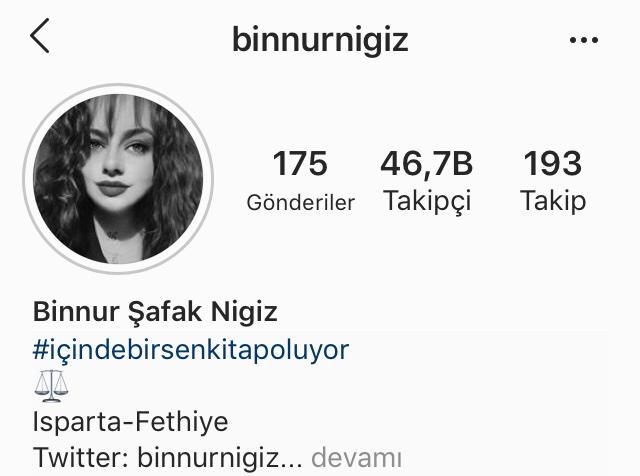 binnurnigiz
175 46,7B 193
Gönderiler Takipçi Takip
Binnur Şafak Nigiz
#içindebirsenkitapoluyor
Isparta-Fethiye
Twitter: binnurnigiz... devamı